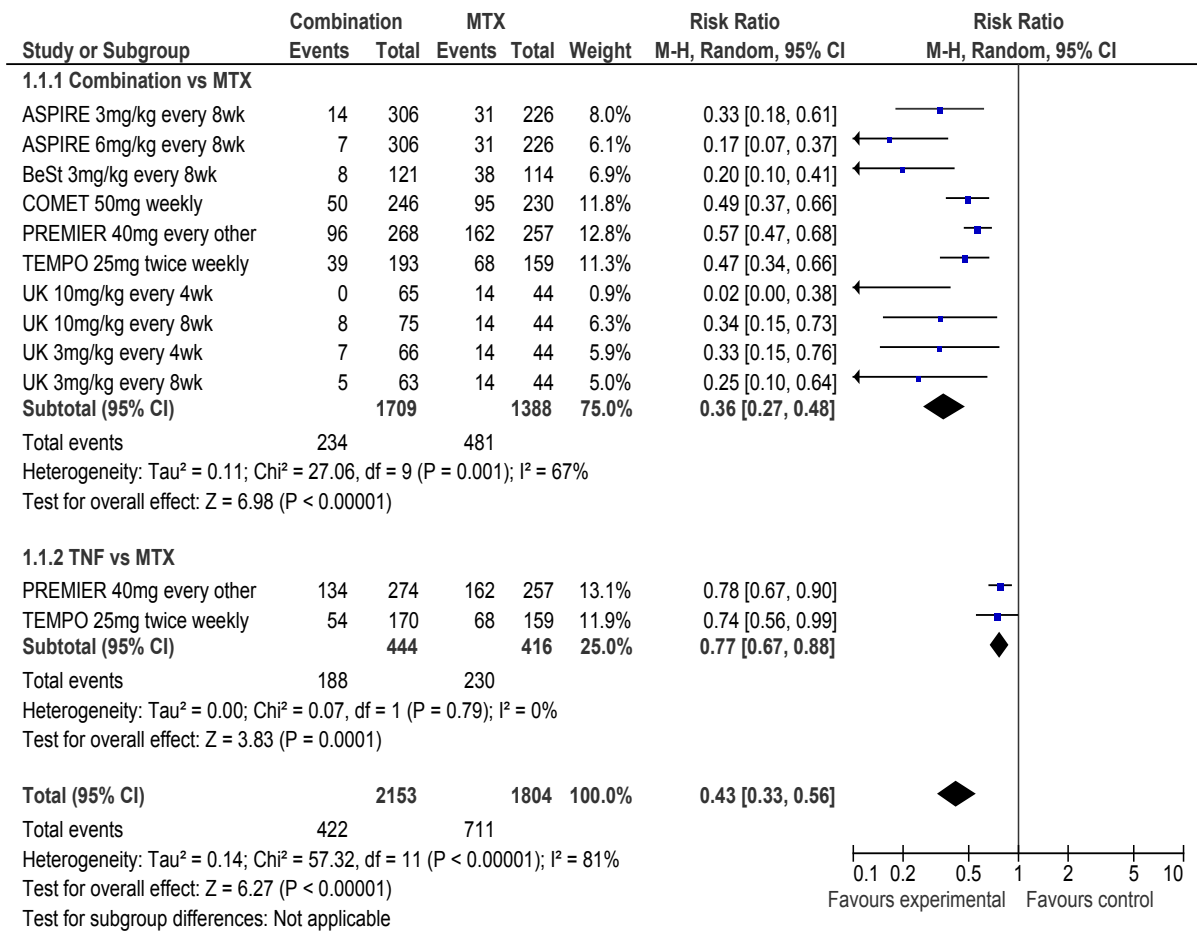 Combination MTX Risk Ratio Risk Ratio
Study or Subgroup Events Total Events Total Weight M-H, Random, 95% CI M-H, Random, 95% CI
1.1.1 Combination vs MTX
ASPIRE 3mg/kg every 8wk 14 306 31 226 8.0% 0.33 [0.18, 0.61]
ASPIRE 6mg/kg every 8wk 7 306 31 226 6.1% 0.17 [0.07, 0.37]
BeSt 3mg/kg every 8wk 8 121 38 114 6.9% 0.20 [0.10, 0.41]
COMET 50mg weekly 50 246 95 230 11.8% 0.49 [0.37, 0.66]
PREMIER 40mg every other 96 268 162 257 12.8% 0.57 [0.47, 0.68]
TEMPO 25mg twice weekly 39 193 68 159 11.3% 0.47 [0.34, 0.66]
UK 10mg/kg every 4wk 0 65 14 44 0.9% 0.02 [0.00, 0.38]
UK 10mg/kg every 8wk 8 75 14 44 6.3% 0.34 [0.15, 0.73]
UK 3mg/kg every 4wk 7 66 14 44 5.9% 0.33 [0.15, 0.76]
UK 3mg/kg every 8wk 5 63 14 44 5.0% 0.25 [0.10, 0.64]
Subtotal (95% CI) 1709 1388 75.0% 0.36 [0.27, 0.48]
Total events 234 481
Heterogeneity: Tau² = 0.11; Chi² = 27.06, df = 9 (P = 0.001); I² = 67%
Test for overall effect: Z = 6.98 (P < 0.00001)
1.1.2 TNF vs MTX
PREMIER 40mg every other 134 274 162 257 13.1% 0.78 [0.67, 0.90]
TEMPO 25mg twice weekly 54 170 68 159 11.9% 0.74 [0.56, 0.99]
Subtotal (95% CI) 444 416 25.0% 0.77 [0.67, 0.88]
Total events 188 230
Heterogeneity: Tau² = 0.00; Chi² = 0.07, df = 1 (P = 0.79); I² = 0%
Test for overall effect: Z = 3.83 (P = 0.0001)
Total (95% CI) 2153 1804 100.0% 0.43 [0.33, 0.56]
Total events 422 711
Heterogeneity: Tau² = 0.14; Chi² = 57.32, df = 11 (P < 0.00001); I² = 81%
Test for overall effect: Z = 6.27 (P < 0.00001)
Test for subgroup differences: Not applicable
0.1 0.2 0.5 1 2 5 10
Favours experimental Favours control